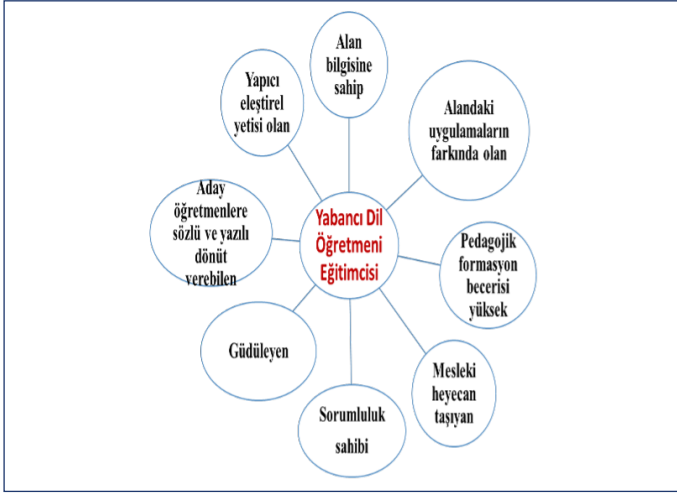 Alan
bilgisine
sahip
Alandaki
uygulamaların
farkında olan
Pedagojik
formasyon
becerisi
yüksek
Mesleki
heyecan
taşıyan
Sorumluluk
sahibi
Güdüleyen
Aday
öğretmenlere
sözlü ve yazılı
dönüt
verebilen
Yapıcı
eleştirel
yetisi olan
Yabancı Dil
Öğretmeni
Eğitimcisi